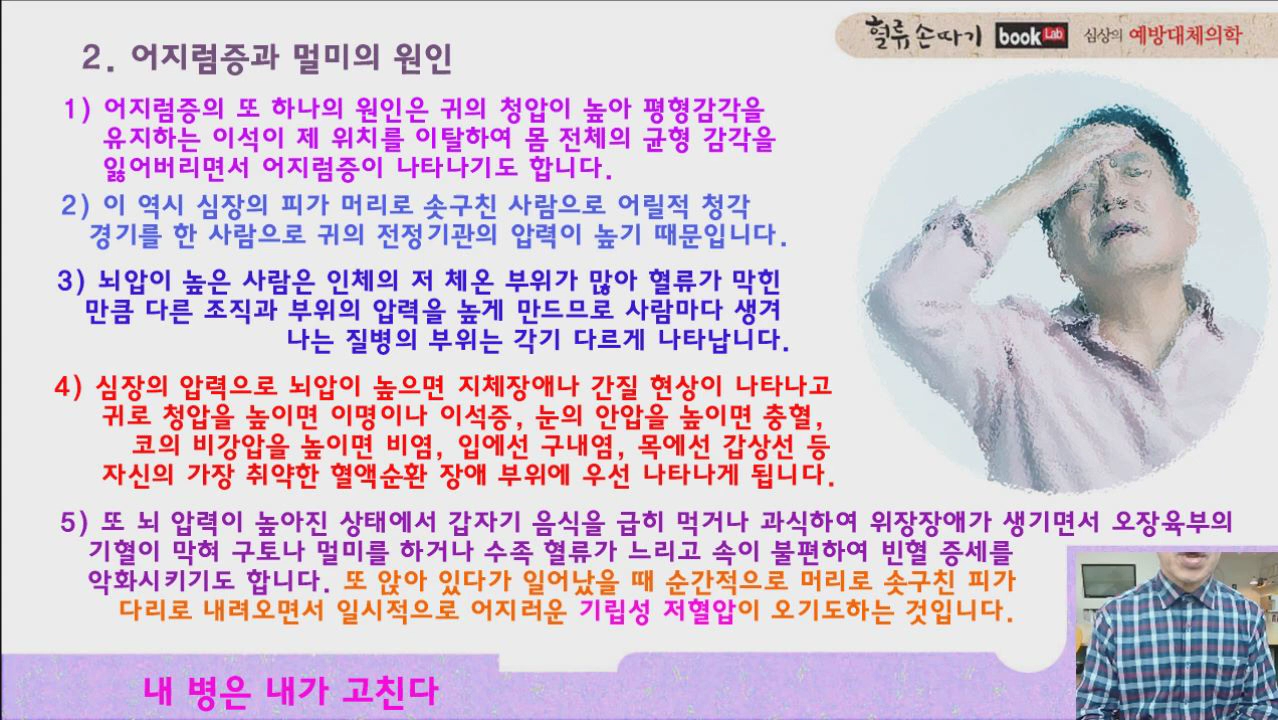 혈류 손따기 book Lab 심상의 예방대체의학
2. 어지럼증과 멀미의 원인
1) 어지럼증의 또 하나의 원인은 귀의 청압이 높아 평형감각을
유지하는 이석이 제 위치를 이탈하여 몸 전체의 균형 감각을
잃어버리면서 어지럼증이 나타나기도 합니다.
2) 이 역시 심장의 피가 머리로 솟구친 사람으로 어릴적 청각
경기를 한 사람으로 귀의 전정기관의 압력이 높기 때문입니다.
3) 뇌압이 높은 사람은 인체의 저 체온 부위가 많아 혈류가 막힌
만큼 다른 조직과 부위의 압력을 높게 만드므로 사람마다 생겨
나는 질병의 부위는 각기 다르게 나타납니다.
4) 심장의 압력으로 뇌압이 높으면 지체장애나 간질 현상이 나타나고
귀로 청압을 높이면 이명이나 이석증, 눈의 안압을 높이면 충혈,
코의 비강압을 높이면 비염, 입에선 구내염, 목에선 갑상선 등
자신의 가장 취약한 혈액순환 장애 부위에 우선 나타나게 됩니다.
5) 또 뇌 압력이 높아진 상태에서 갑자기 음식을 급히 먹거나 과식하여 위장장애가 생기면서 오장육부의
기혈이 막혀 구토나 멀미를 하거나 수족 혈류가 느리고 속이 불편하여 빈혈 증세를
악화시키기도 합니다. 또 앉아 있다가 일어났을 때 순간적으로 머리로 솟구친 피가
다리로 내려오면서 일시적으로 어지러운 기립성 저혈압이 오기도하는 것입니다.
내 병은 내가 고친다